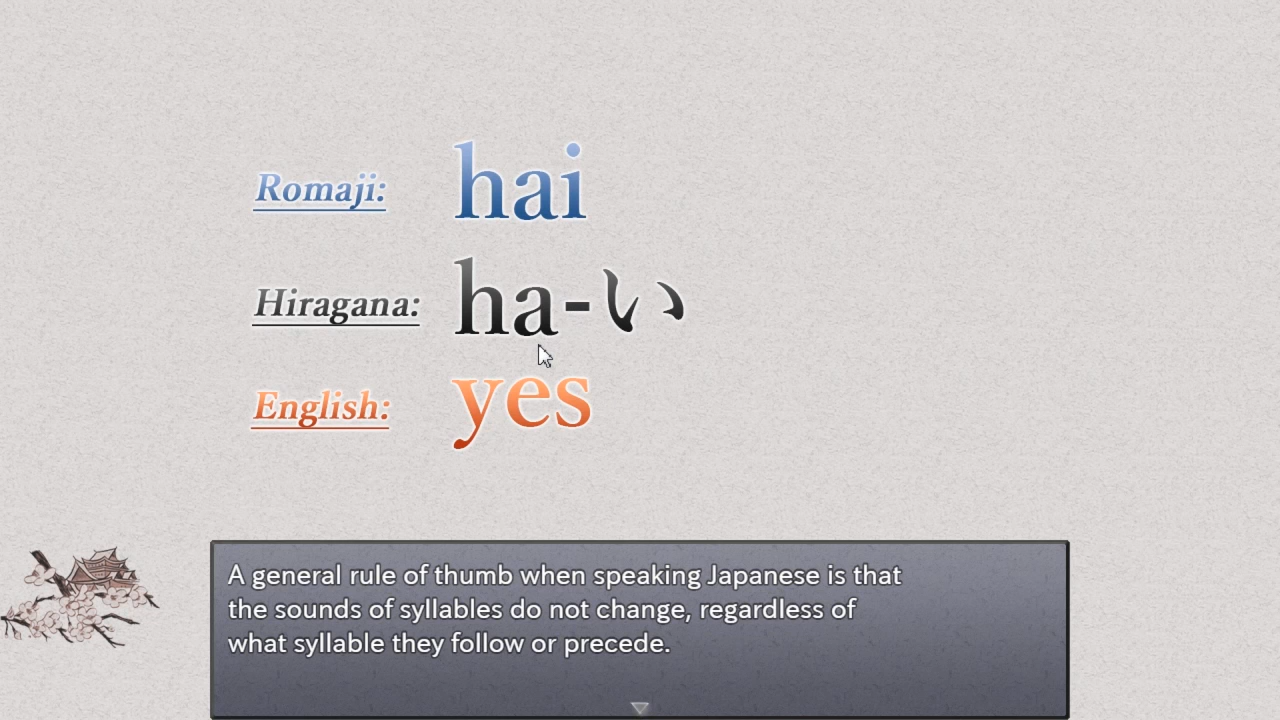 Romaji: hai
Hiragana: ha-い
English: yes
A general rule of thumb when speaking Japanese is that
the sounds of syllables do not change, regardless of
what syllable they follow or precede.